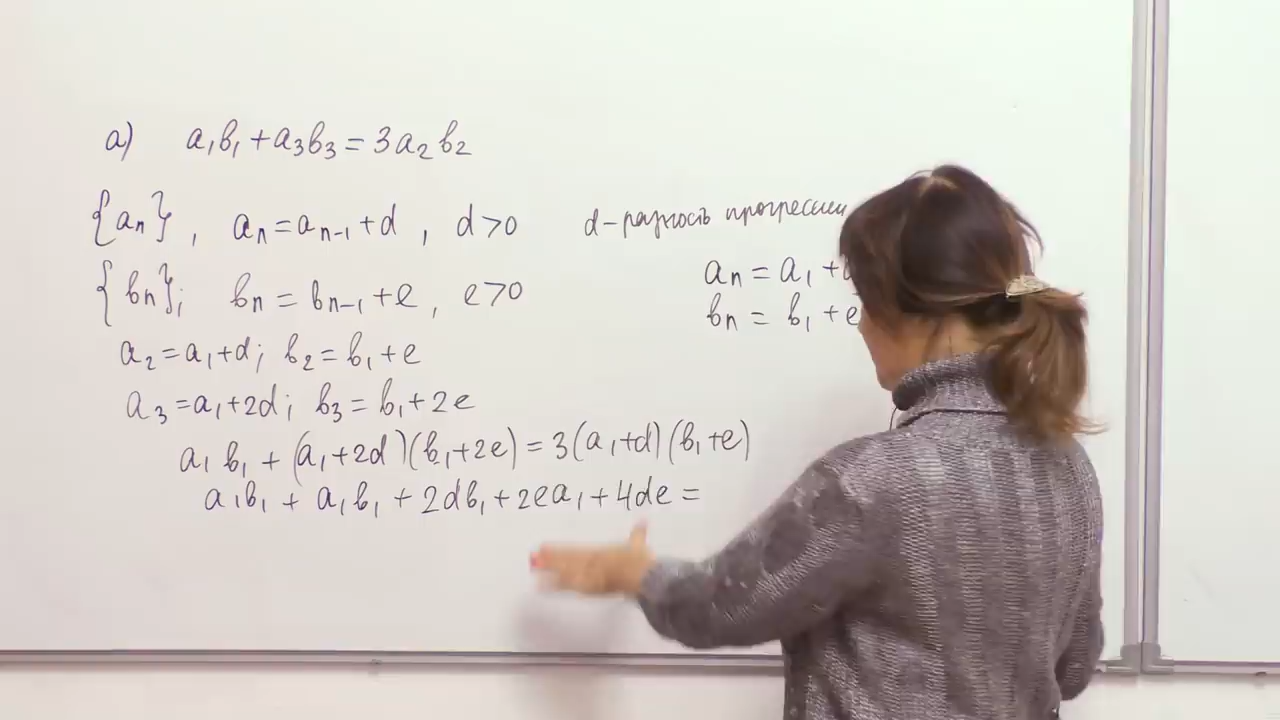 а) a₁b₁ + a₃b₃ = 3a₂b₂
{aₙ}, aₙ = aₙ₋₁ + d, d > 0
d - разность прогрессии
{bₙ}; bₙ = bₙ₋₁ + e, e > 0
aₙ = a₁ +
bₙ = b₁ + e
a₂ = a₁ + d; b₂ = b₁ + e
a₃ = a₁ + 2d; b₃ = b₁ + 2e
a₁b₁ + (a₁ + 2d)(b₁ + 2e) = 3(a₁ + d)(b₁ + e)
a₁b₁ + a₁b₁ + 2db₁ + 2ea₁ + 4de =